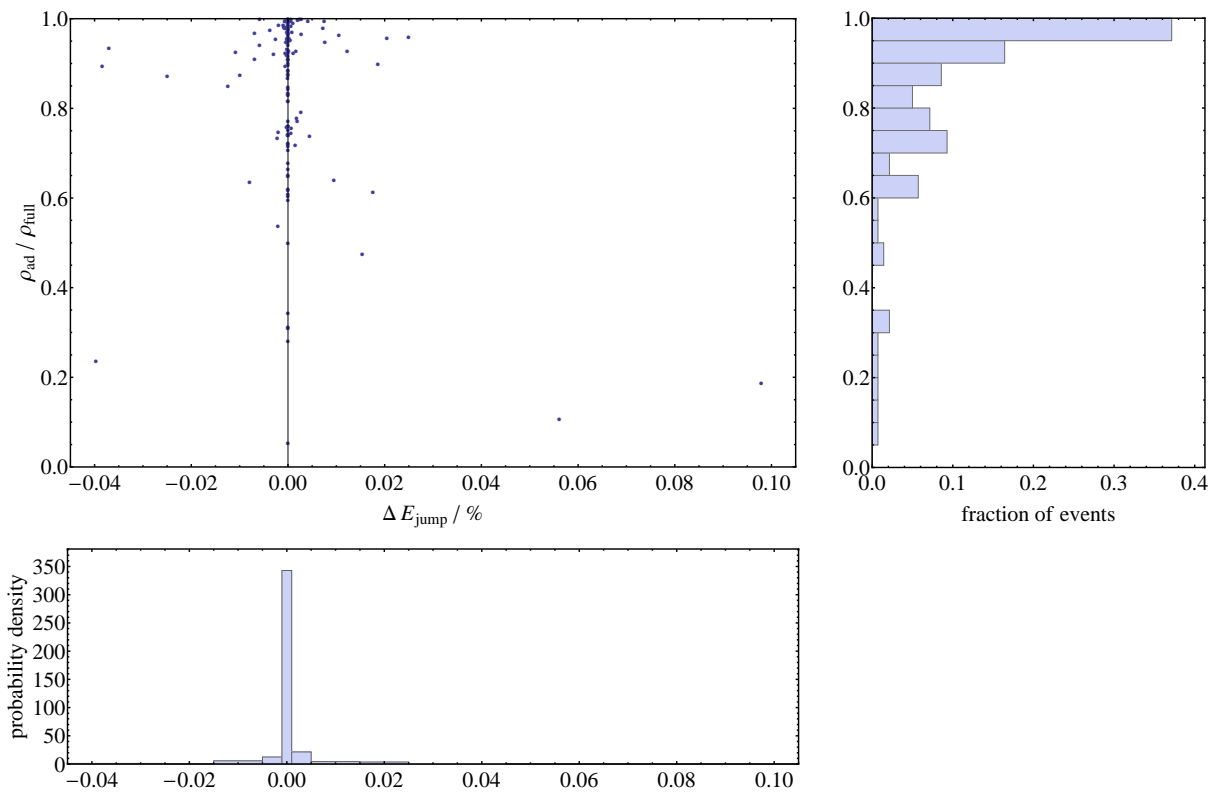 1.0
0.8
0.6
0.4
0.2
0.0
ρad / ρfull
−0.04 −0.02 0.00 0.02 0.04 0.06 0.08 0.10
Δ Ejump / %
1.0
0.8
0.6
0.4
0.2
0.0
0.0 0.1 0.2 0.3 0.4
fraction of events
350
300
250
200
150
100
50
0
probability density
−0.04 −0.02 0.00 0.02 0.04 0.06 0.08 0.10